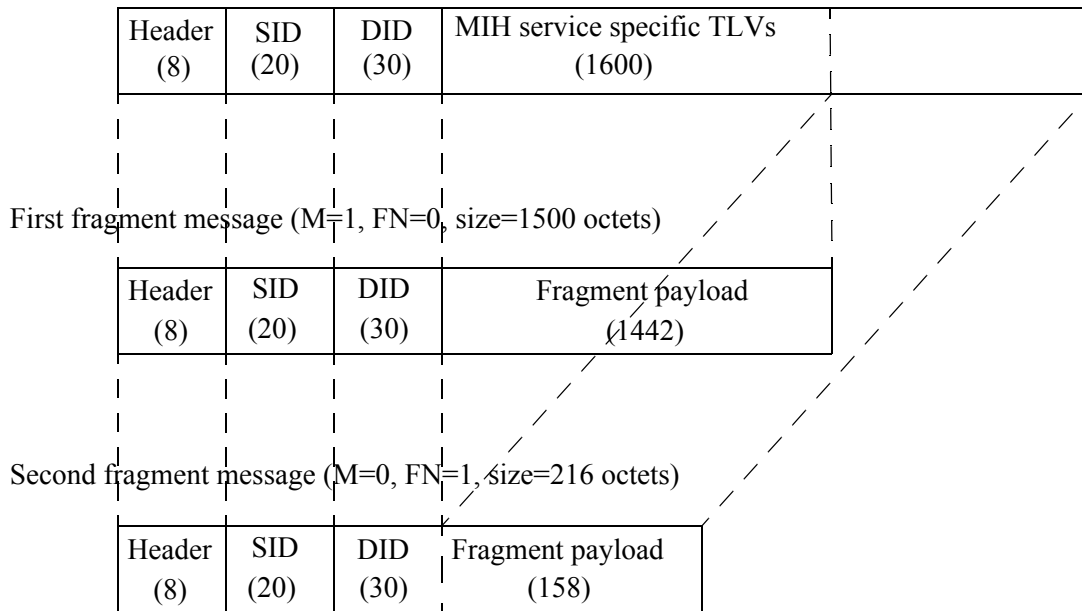 Header SID DID MIH service specific TLVs
(8) (20) (30) (1600)
First fragment message (M=1, FN=0, size=1500 octets)
Header SID DID Fragment payload
(8) (20) (30) (1442)
Second fragment message (M=0, FN=1, size=216 octets)
Header SID DID Fragment payload
(8) (20) (30) (158)